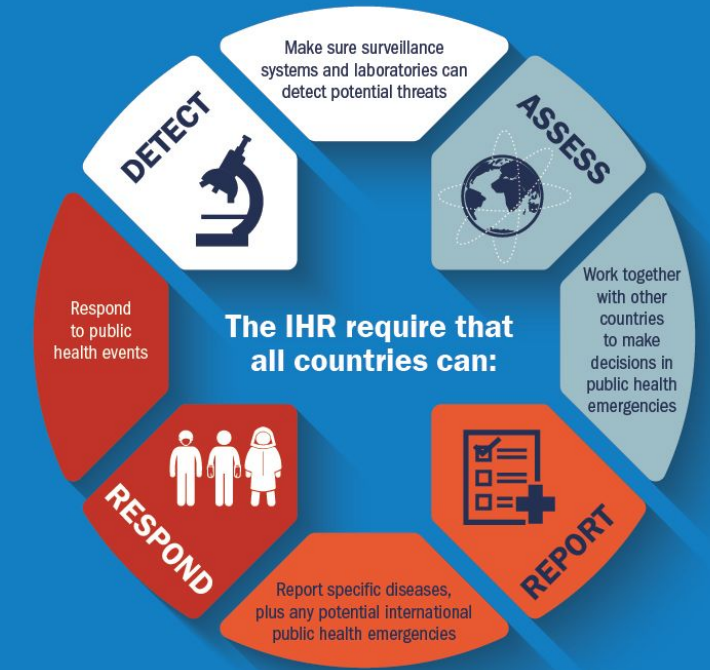 The IHR require that
all countries can:
DETECT
Make sure surveillance
systems and laboratories can
detect potential threats
ASSESS
Work together
with other
countries
to make
decisions in
public health
emergencies
REPORT
Report specific diseases,
plus any potential international
public health emergencies
RESPOND
Respond
to public
health events